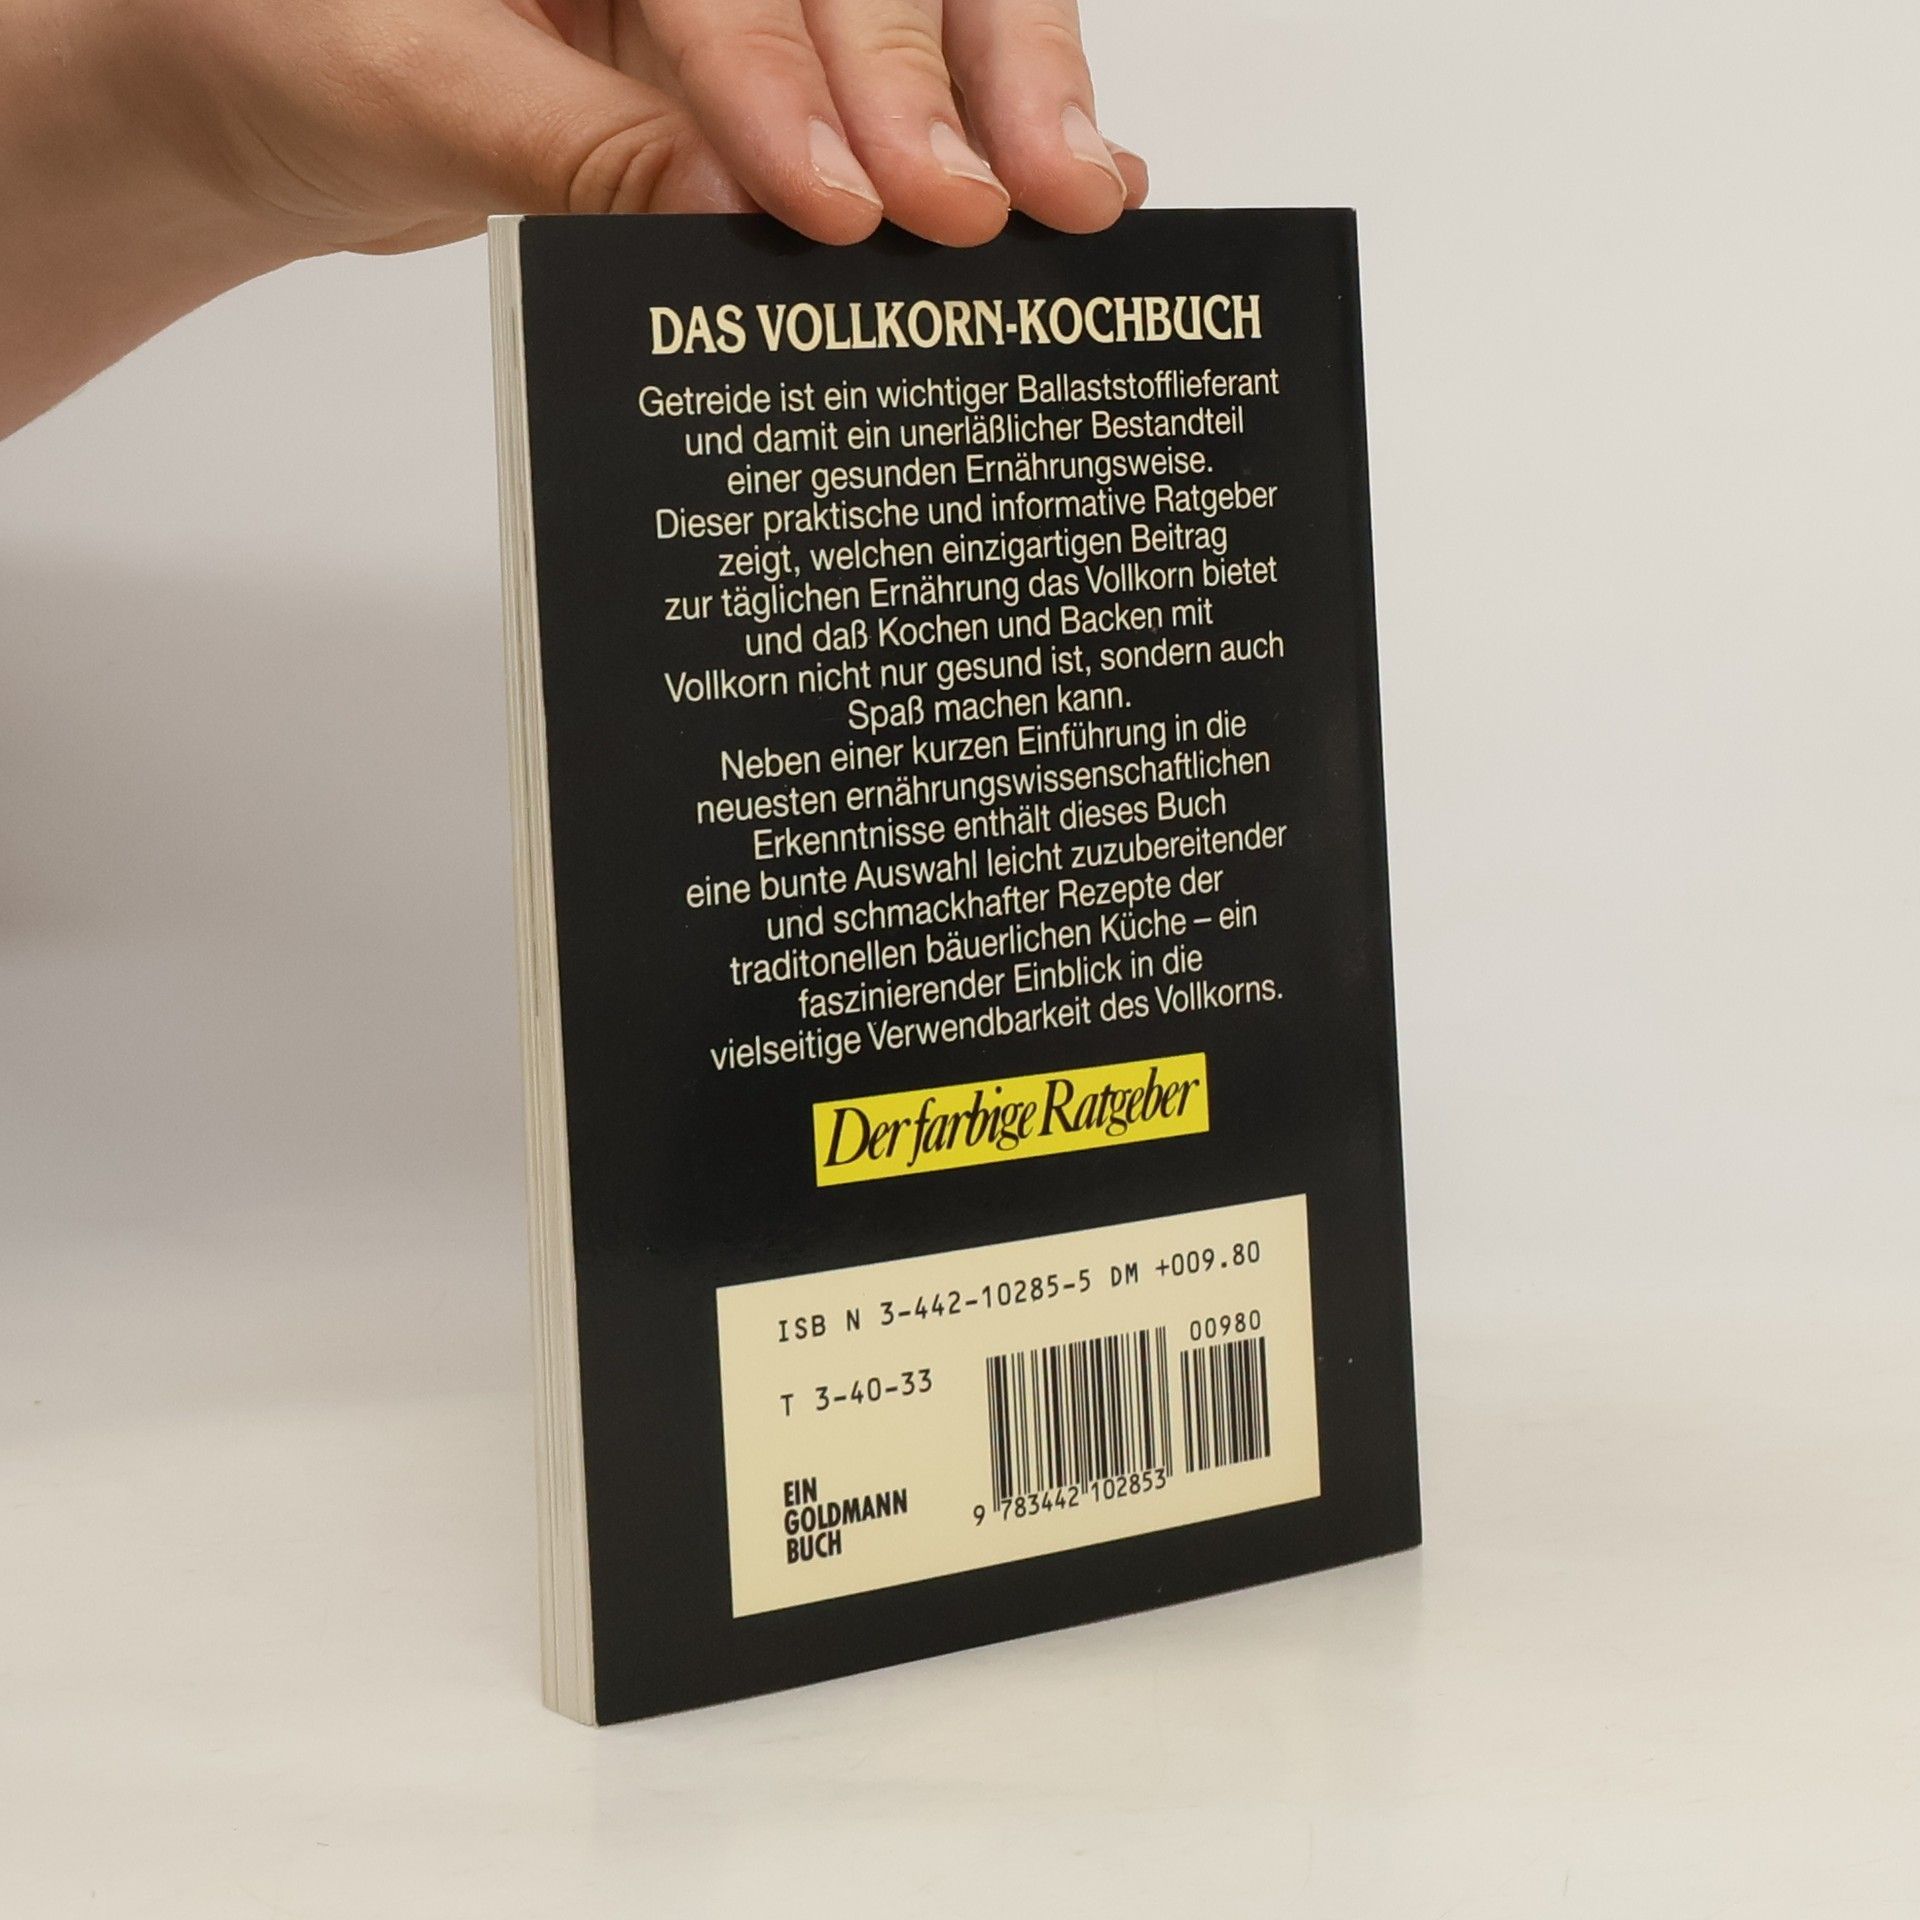 DAS VOLLKORN-KOCHBUCH
Getreide ist ein wichtiger Ballaststofflieferant
und damit ein unerläßlicher Bestandteil
einer gesunden Ernährungsweise.
Dieser praktische und informative Ratgeber
zeigt, welchen einzigartigen Beitrag
zur täglichen Ernährung das Vollkorn bietet
und daß Kochen und Backen mit
Vollkorn nicht nur gesund ist, sondern auch
Spaß machen kann.
Neben einer kurzen Einführung in die
neuesten ernährungswissenschaftlichen
Erkenntnisse enthält dieses Buch
eine bunte Auswahl leicht zuzubereitender
und schmackhafter Rezepte der
traditonellen bäuerlichen Küche – ein
faszinierender Einblick in die
vielseitige Verwendbarkeit des Vollkorns.
Der farbige Ratgeber
ISB N 3-442-10285-5 DM +009.80
00980
T 3-40-33
9 783442 102853
EIN
GOLDMANN
BUCH